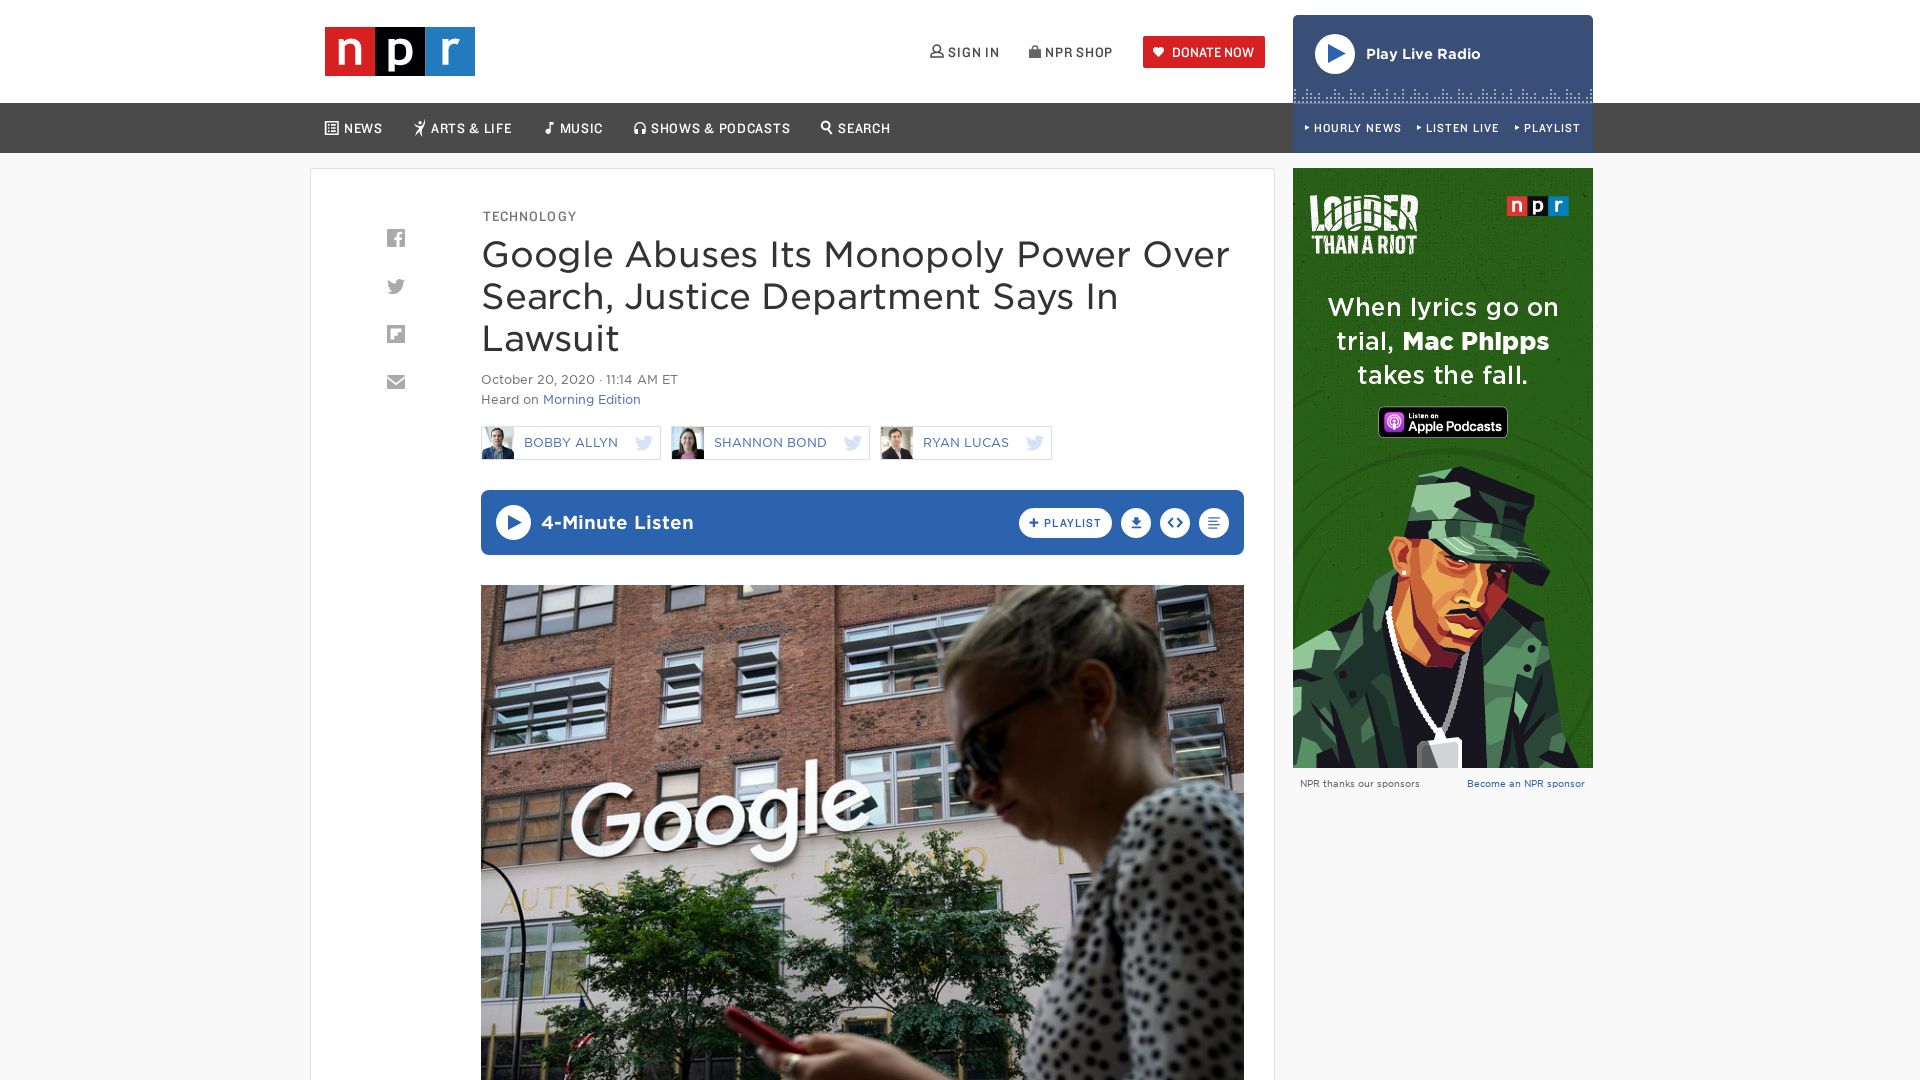 npr
SIGN IN
NPR SHOP
DONATE NOW
Play Live Radio
NEWS
ARTS & LIFE
MUSIC
SHOWS & PODCASTS
SEARCH
HOURLY NEWS
LISTEN LIVE
PLAYLIST
TECHNOLOGY
Google Abuses Its Monopoly Power Over
Search, Justice Department Says In
Lawsuit
October 20, 2020 · 11:14 AM ET
Heard on Morning Edition
BOBBY ALLYN
SHANNON BOND
RYAN LUCAS
4-Minute Listen
+ PLAYLIST
Google
LOUDER
THAN A RIOT
npr
When lyrics go on
trial, Mac Phipps
takes the fall.
Listen on
Apple Podcasts
NPR thanks our sponsors
Become an NPR sponsor